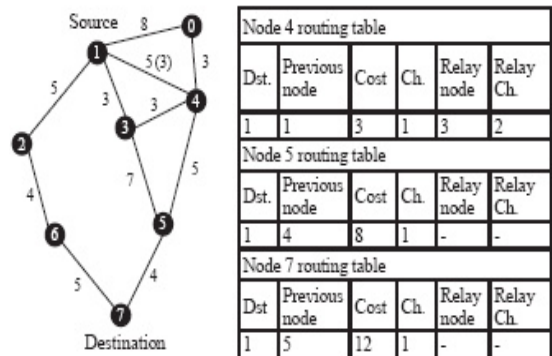 Source
8
0
1
5 (3)
3
5
3
3
4
3
2
7
5
4
6
5
5
4
7
Destination
Node 4 routing table
Dst. Previous node Cost Ch. Relay node Relay Ch.
1 1 3 1 3 2
Node 5 routing table
Dst. Previous node Cost Ch. Relay node Relay Ch.
1 4 8 1 - -
Node 7 routing table
Dst Previous node Cost Ch. Relay node Relay Ch.
1 5 12 1 - -